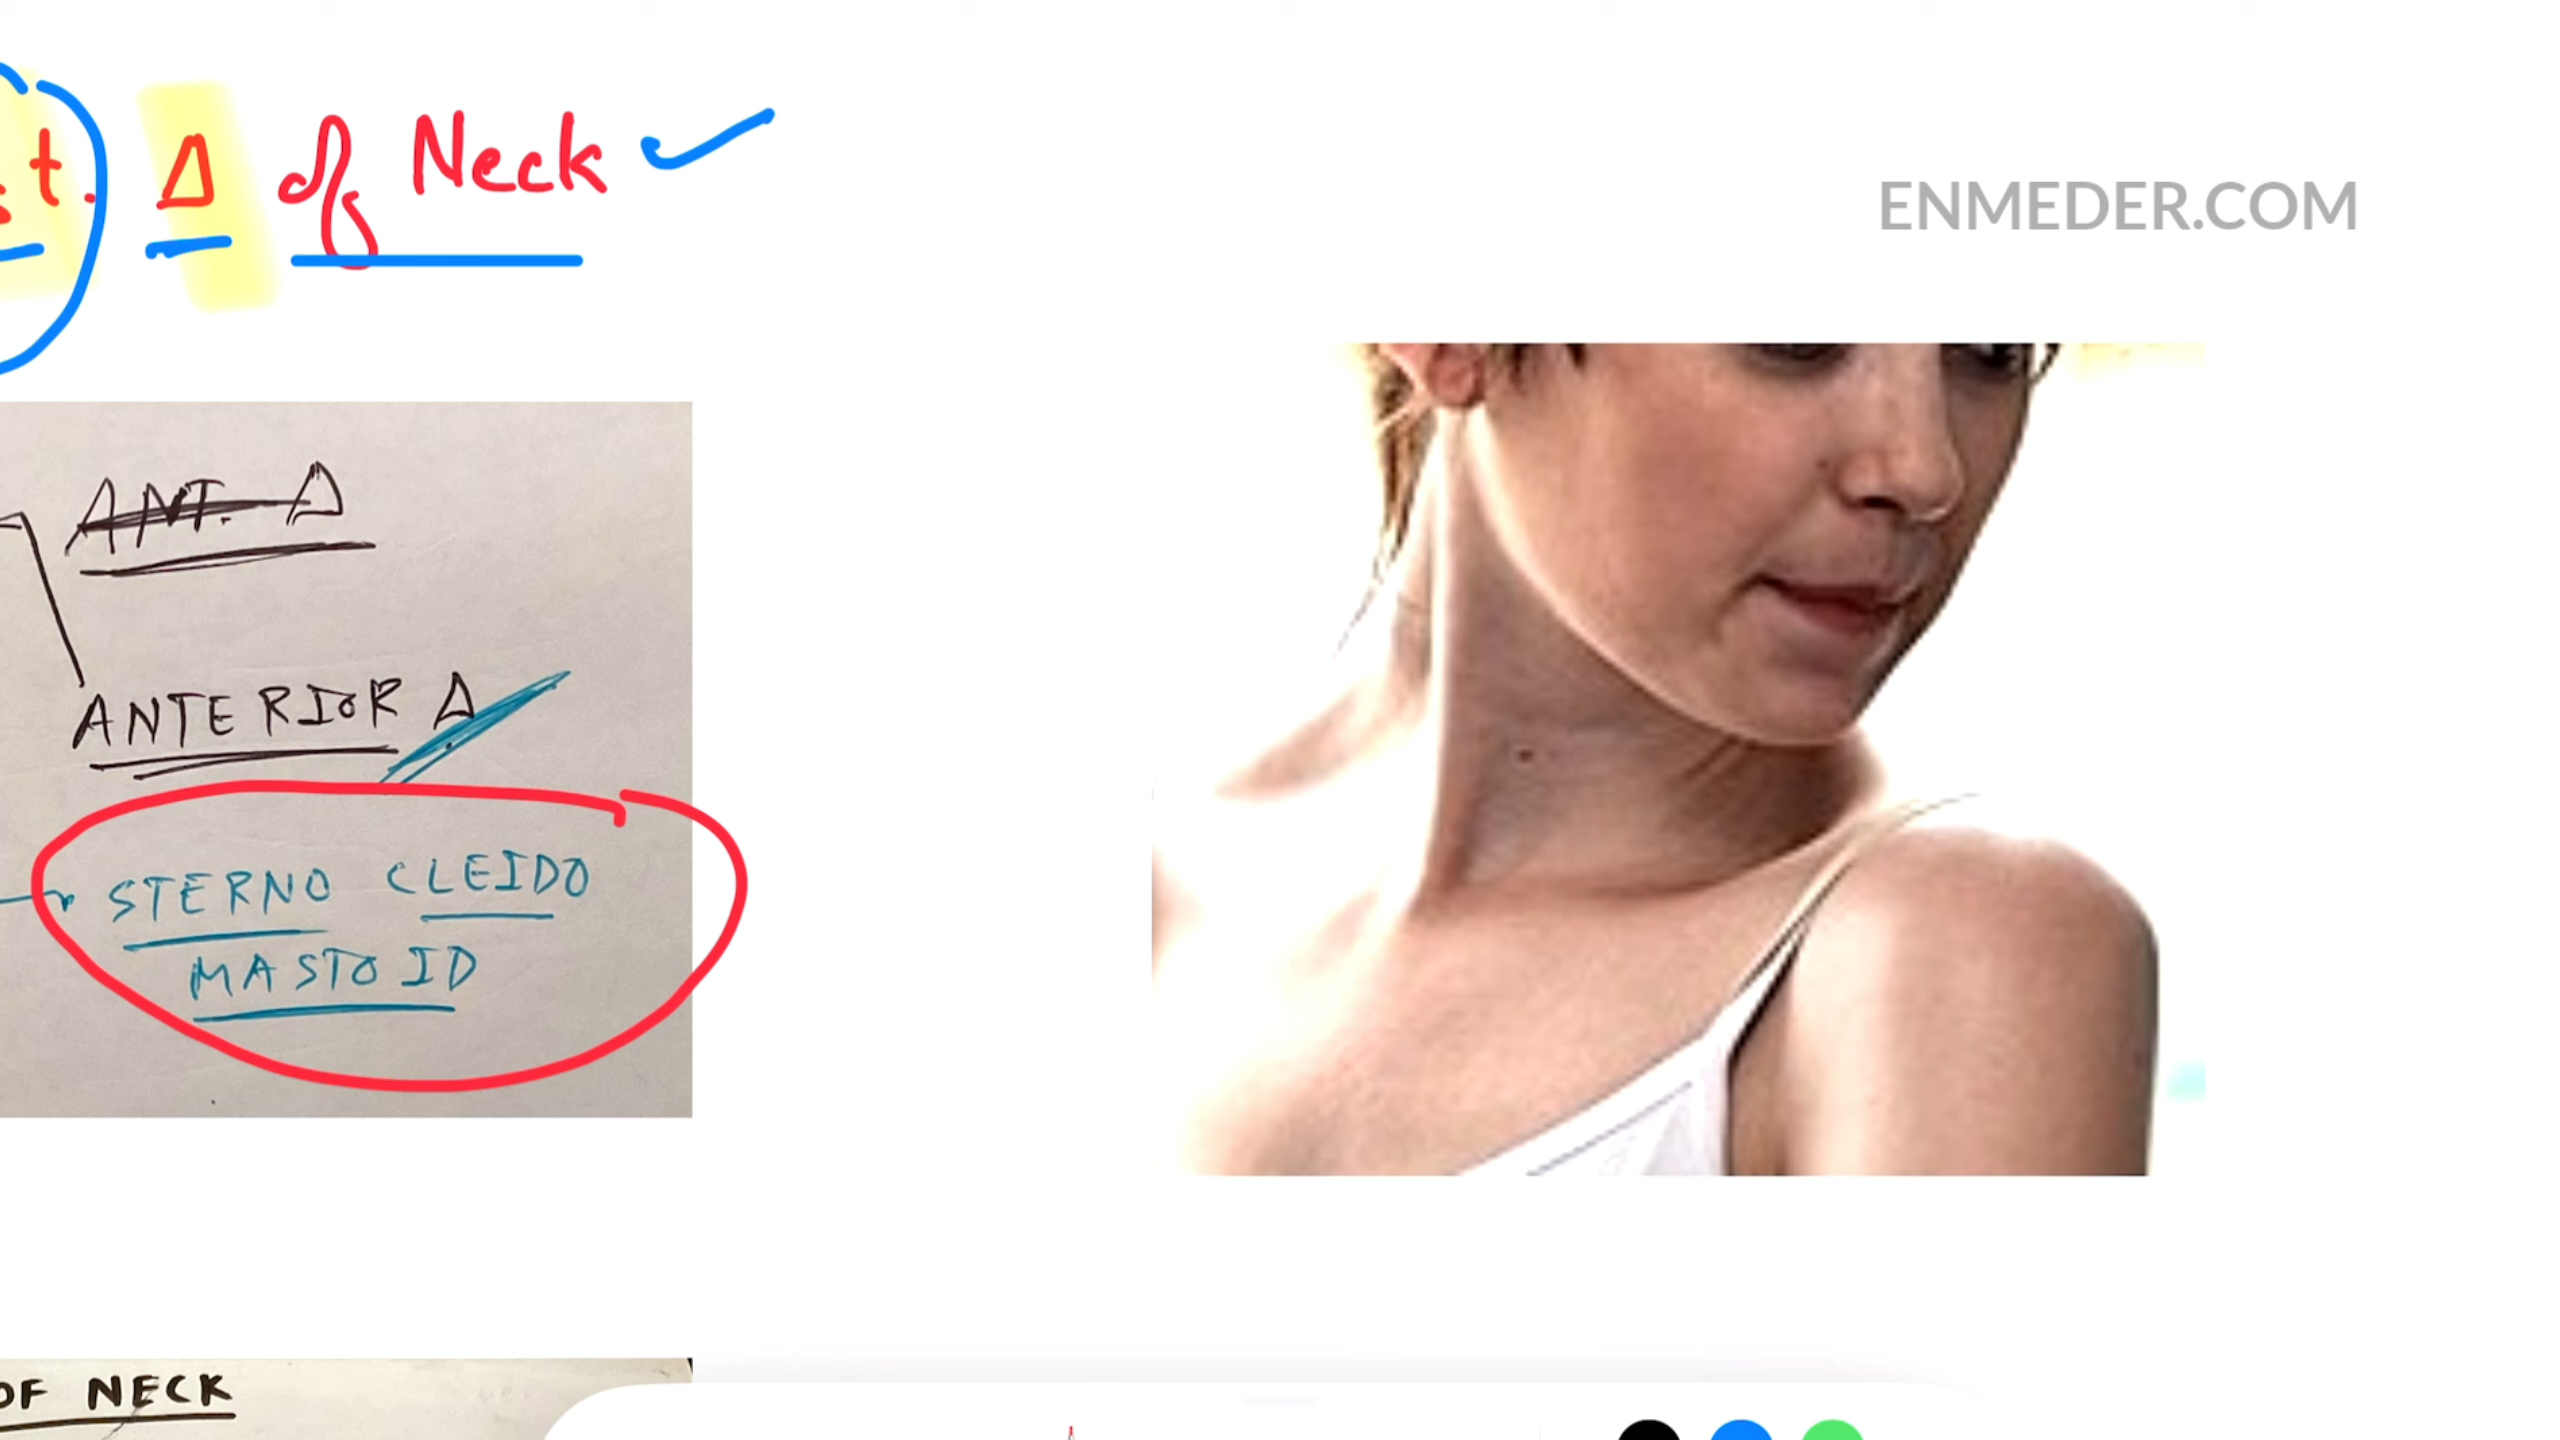 t. Δ of Neck
ENMEDER.COM
ANT. Δ
ANTERIOR Δ
STERNO CLEIDO
MASTOID
OF NECK